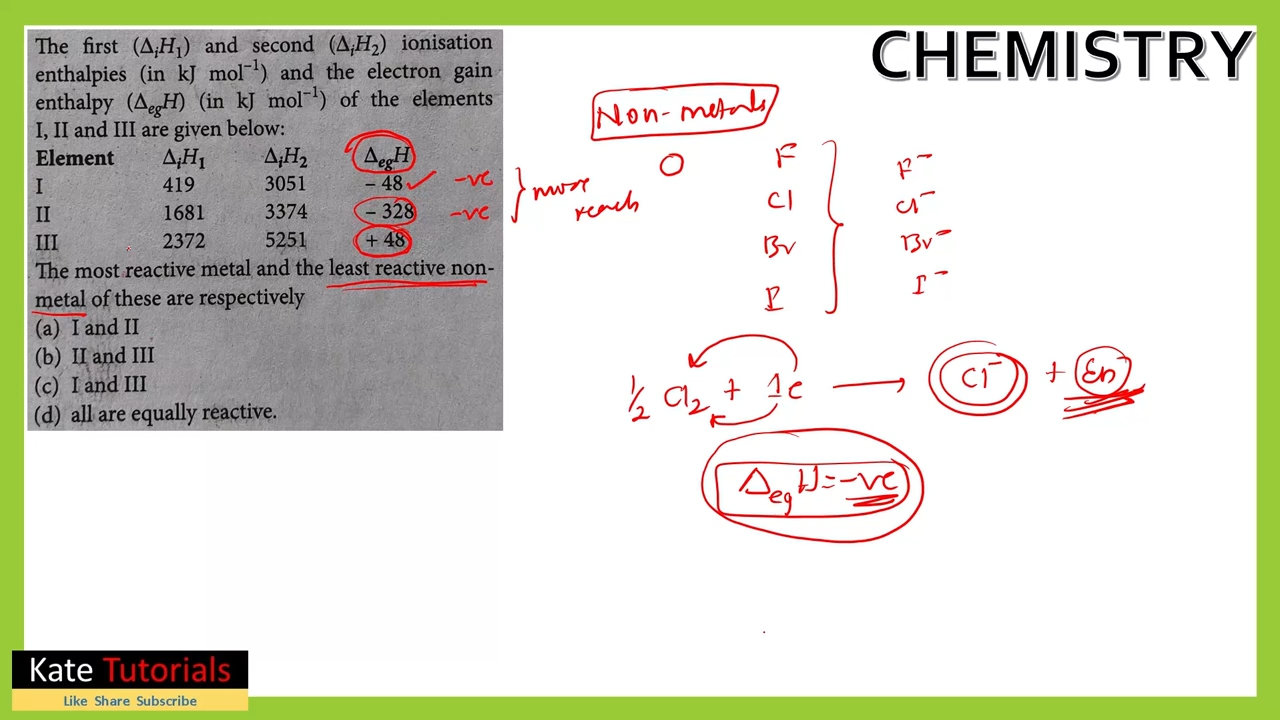 CHEMISTRY
The first (ΔᵢH₁) and second (ΔᵢH₂) ionisation
enthalpies (in kJ mol⁻¹) and the electron gain
enthalpy (ΔegH) (in kJ mol⁻¹) of the elements
I, II and III are given below:
Element ΔᵢH₁ ΔᵢH₂ ΔegH
I 419 3051 – 48 -ve
II 1681 3374 – 328 -ve
III 2372 5251 + 48
The most reactive metal and the least reactive non-
metal of these are respectively
(a) I and II
(b) II and III
(c) I and III
(d) all are equally reactive.
more
Non-metals
O F F⁻
Cl Cl⁻
Br Br⁻
I I⁻
½ Cl₂ + 1e → Cl⁻ +
ΔegH = -ve
Kate Tutorials
Like Share Subscribe